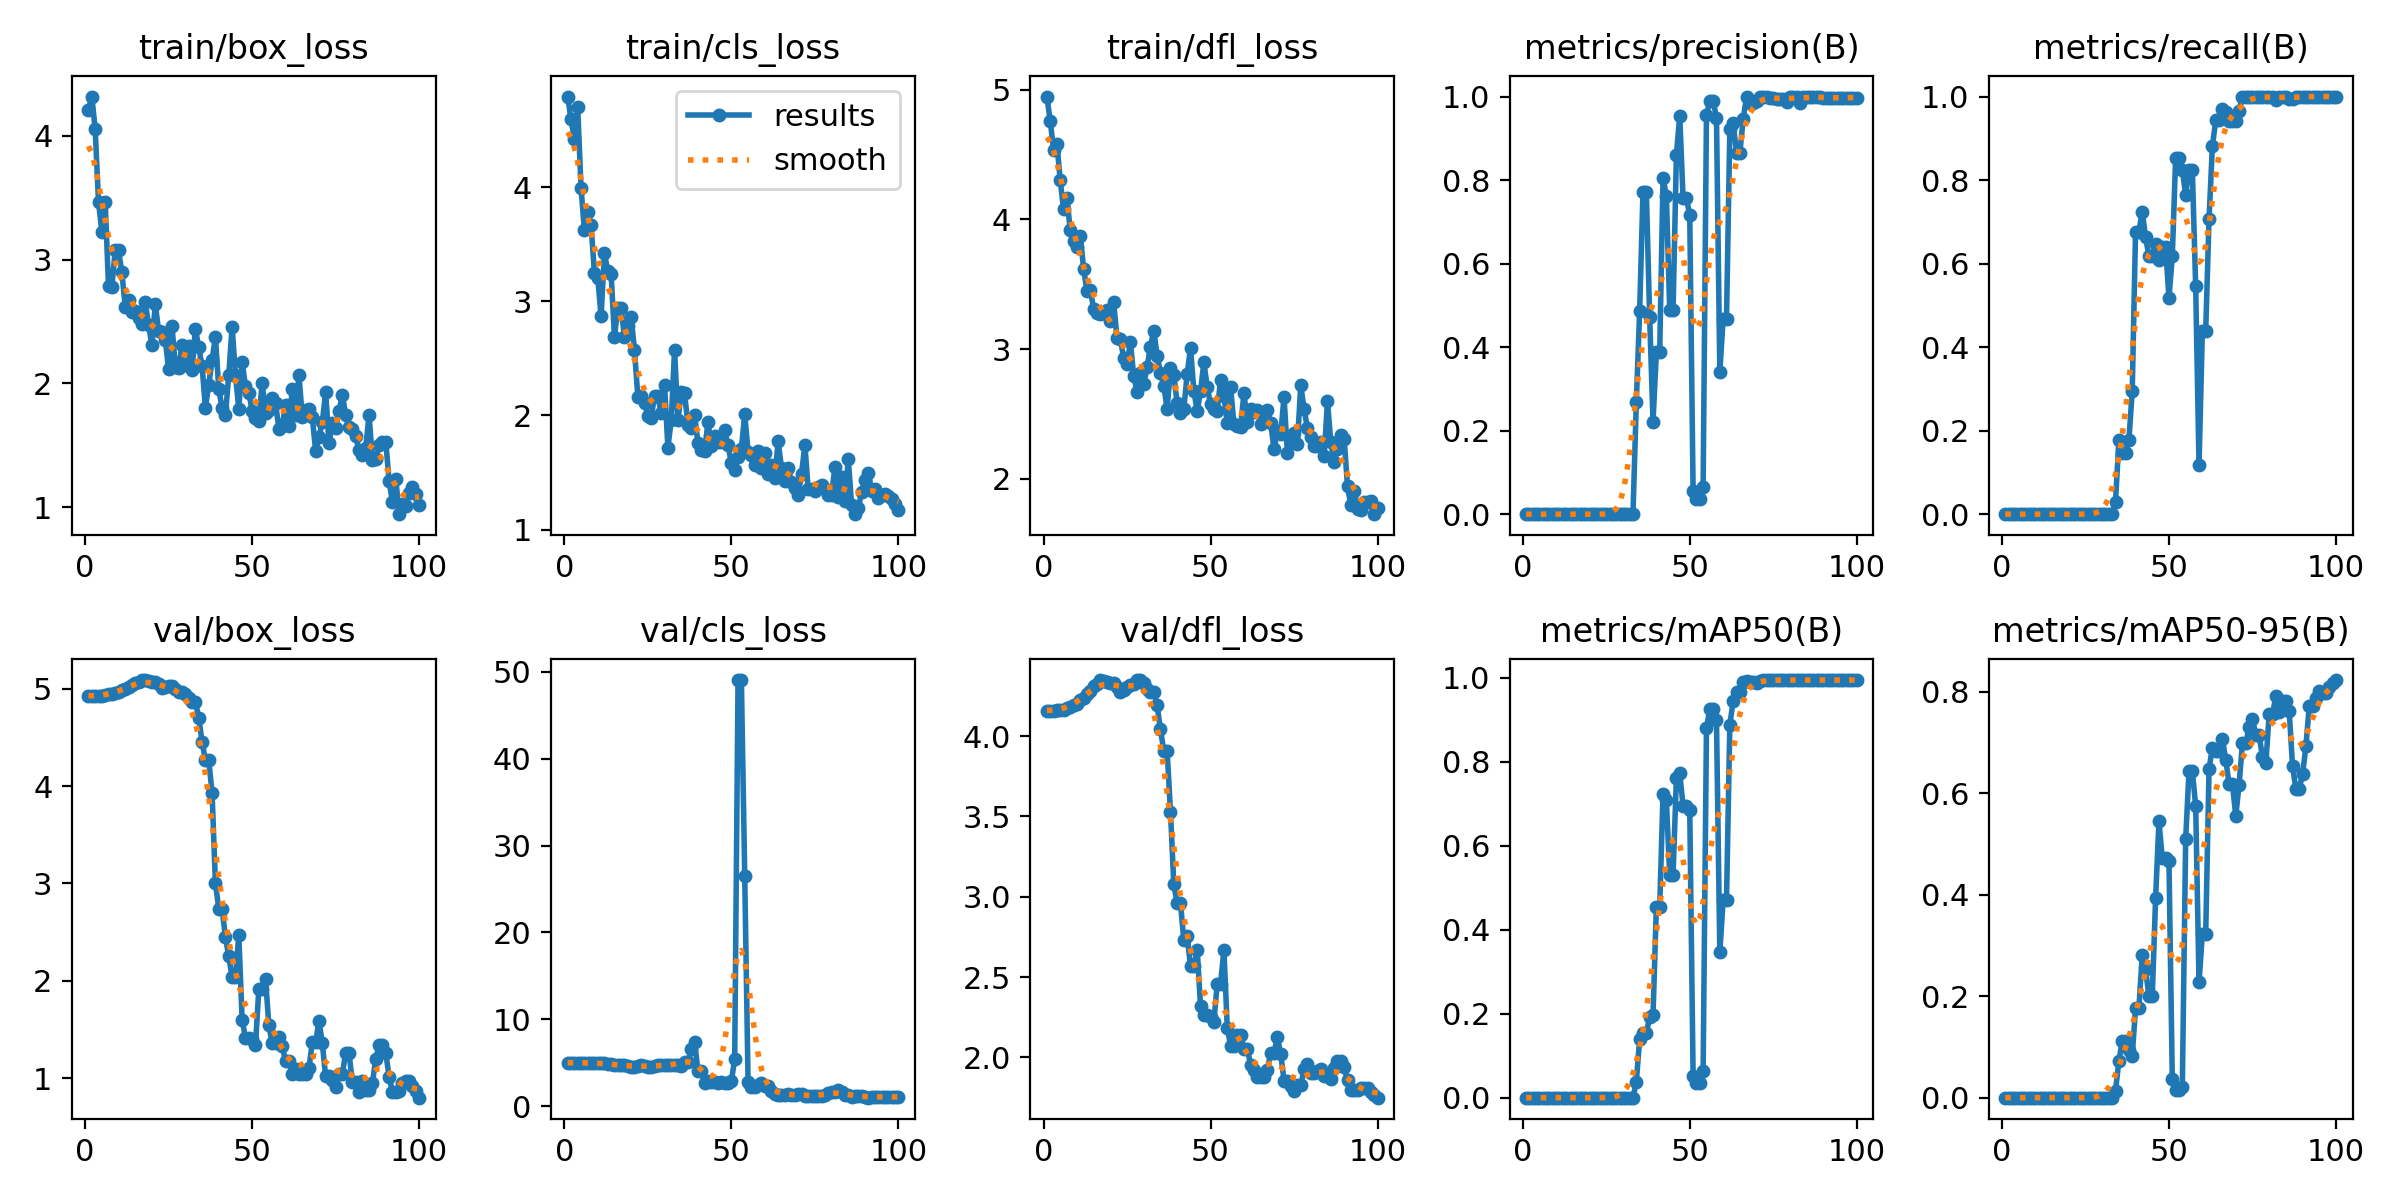 train/box_loss
4
3
2
1
0 50 100
train/cls_loss
results
smooth
4
3
2
1
0 50 100
train/dfl_loss
5
4
3
2
0 50 100
metrics/precision(B)
1.0
0.8
0.6
0.4
0.2
0.0
0 50 100
metrics/recall(B)
1.0
0.8
0.6
0.4
0.2
0.0
0 50 100
val/box_loss
5
4
3
2
1
0 50 100
val/cls_loss
50
40
30
20
10
0
0 50 100
val/dfl_loss
4.0
3.5
3.0
2.5
2.0
0 50 100
metrics/mAP50(B)
1.0
0.8
0.6
0.4
0.2
0.0
0 50 100
metrics/mAP50-95(B)
0.8
0.6
0.4
0.2
0.0
0 50 100